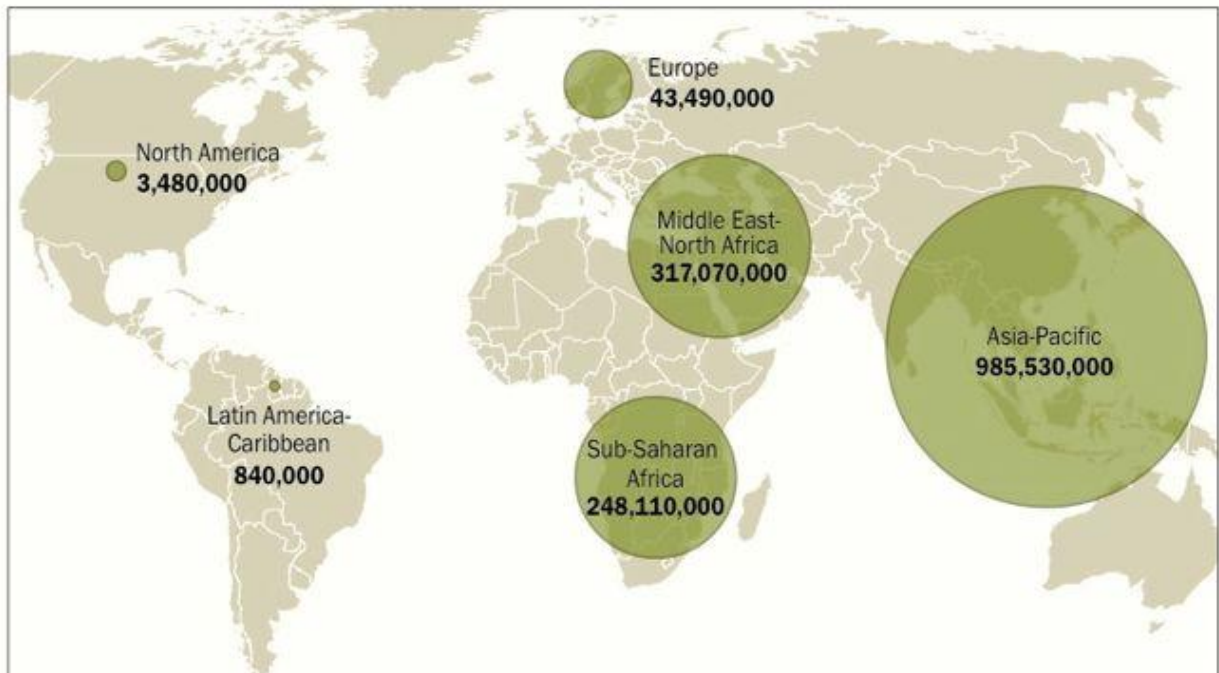 Europe
43,490,000
North America
3,480,000
Middle East-
North Africa
317,070,000
Asia-Pacific
985,530,000
Latin America-
Caribbean
840,000
Sub-Saharan
Africa
248,110,000